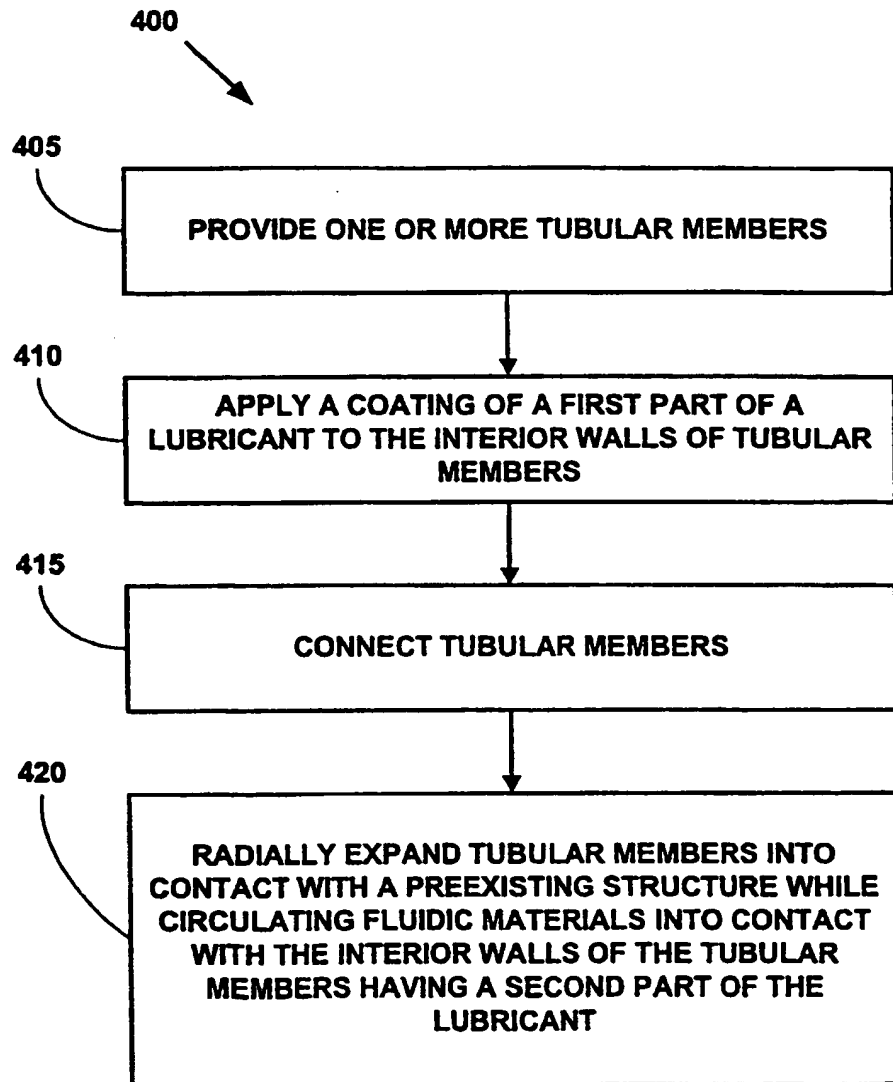 400
405
PROVIDE ONE OR MORE TUBULAR MEMBERS
410
APPLY A COATING OF A FIRST PART OF A
LUBRICANT TO THE INTERIOR WALLS OF TUBULAR
MEMBERS
415
CONNECT TUBULAR MEMBERS
420
RADIALLY EXPAND TUBULAR MEMBERS INTO
CONTACT WITH A PREEXISTING STRUCTURE WHILE
CIRCULATING FLUIDIC MATERIALS INTO CONTACT
WITH THE INTERIOR WALLS OF THE TUBULAR
MEMBERS HAVING A SECOND PART OF THE
LUBRICANT